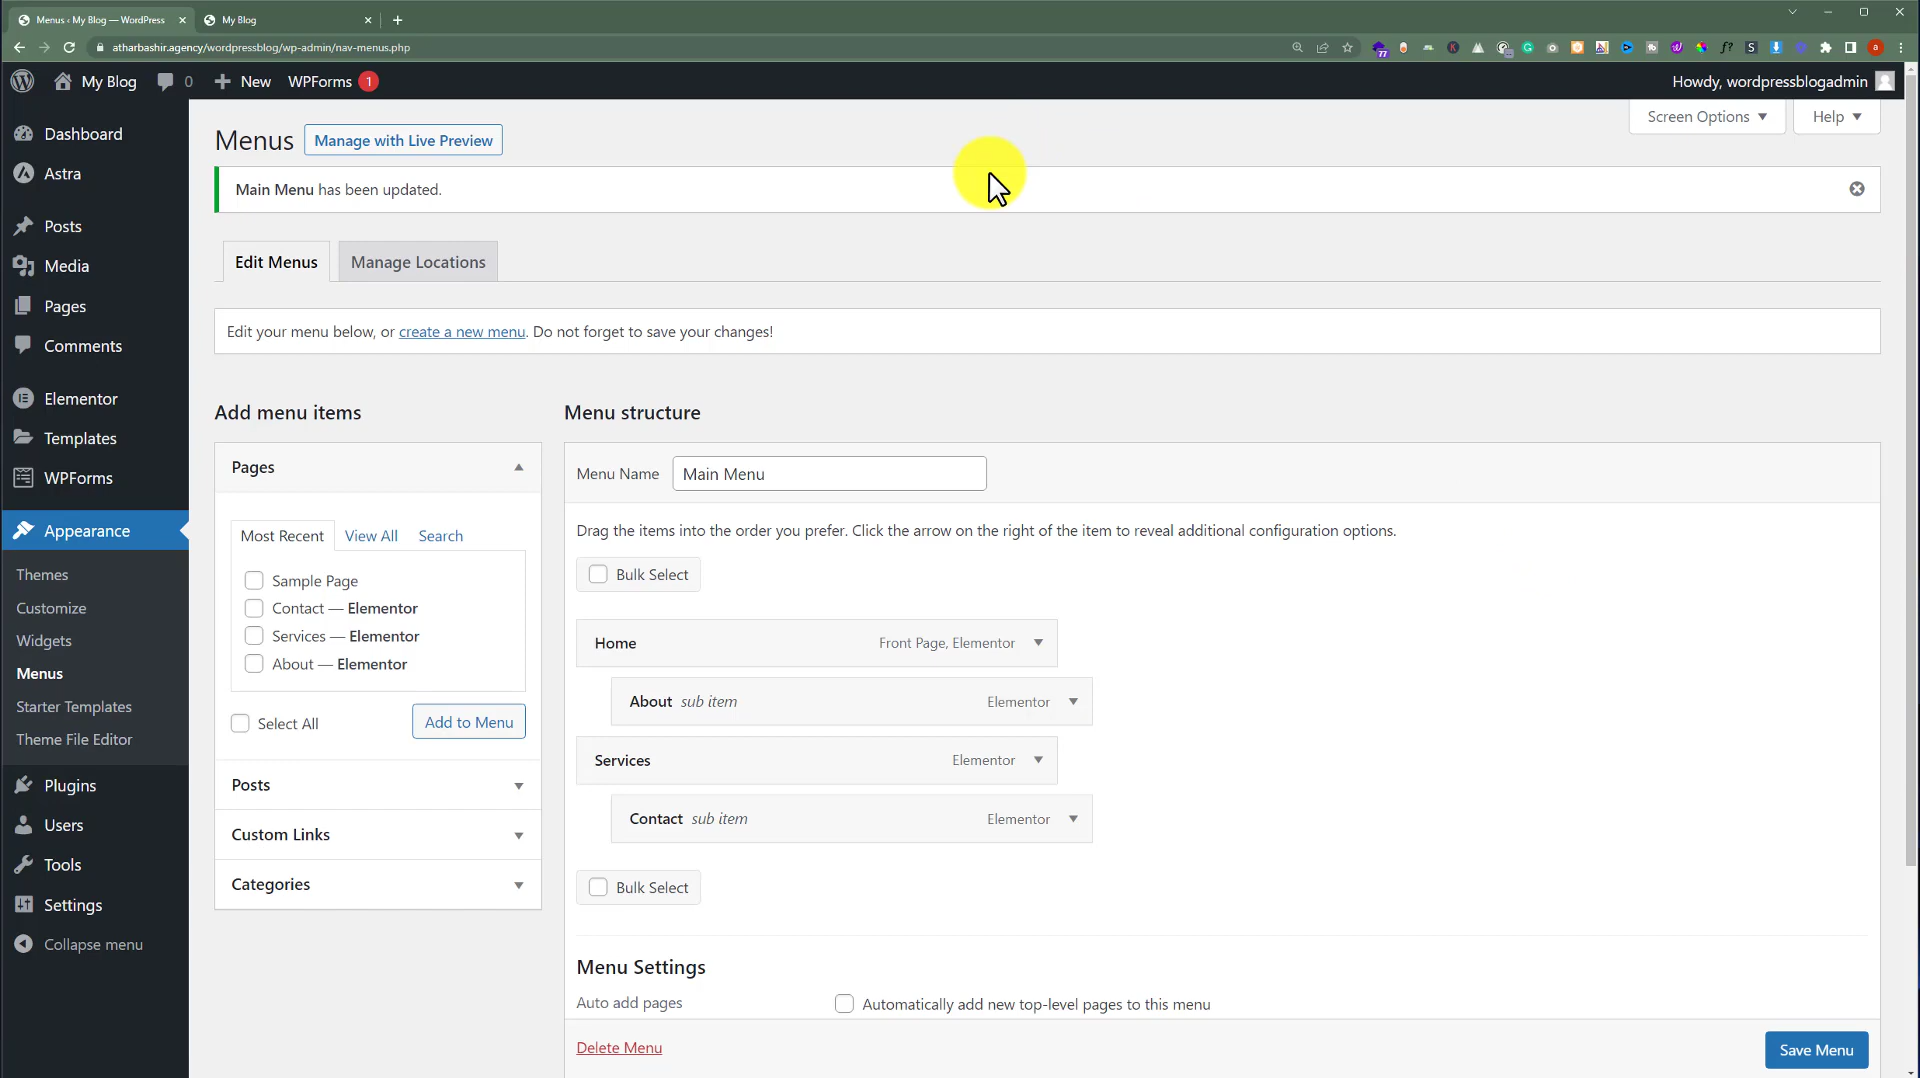 Menus ‹ My Blog — WordPress
My Blog
atharbashir.agency/wordpressblog/wp-admin/nav-menus.php
77
f?
S
a
My Blog
0
New
WPForms
1
Howdy, wordpressblogadmin
Dashboard
Astra
Posts
Media
Pages
Comments
Elementor
Templates
WPForms
Appearance
Themes
Customize
Widgets
Menus
Starter Templates
Theme File Editor
Plugins
Users
Tools
Settings
Collapse menu
Screen Options
Help
Menus
Manage with Live Preview
Main Menu has been updated.
Edit Menus
Manage Locations
Edit your menu below, or create a new menu. Do not forget to save your changes!
Add menu items
Pages
Most Recent
View All
Search
Sample Page
Contact — Elementor
Services — Elementor
About — Elementor
Select All
Add to Menu
Posts
Custom Links
Categories
Menu structure
Menu Name
Main Menu
Drag the items into the order you prefer. Click the arrow on the right of the item to reveal additional configuration options.
Bulk Select
Home
Front Page, Elementor
About sub item
Elementor
Services
Elementor
Contact sub item
Elementor
Bulk Select
Menu Settings
Auto add pages
Automatically add new top-level pages to this menu
Delete Menu
Save Menu